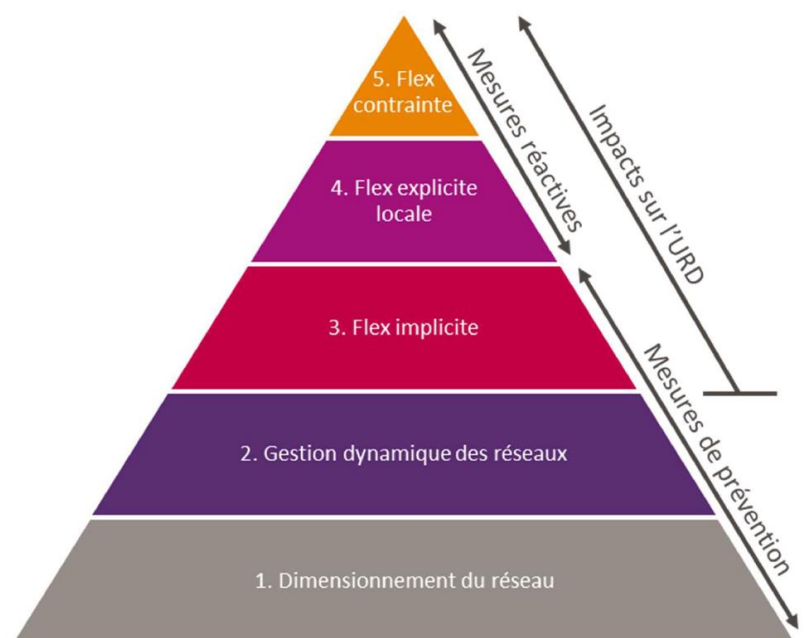 5. Flex
contrainte
4. Flex explicite
locale
3. Flex implicite
2. Gestion dynamique des réseaux
1. Dimensionnement du réseau
Mesures réactives
Impacts sur l'URD
Mesures de prévention